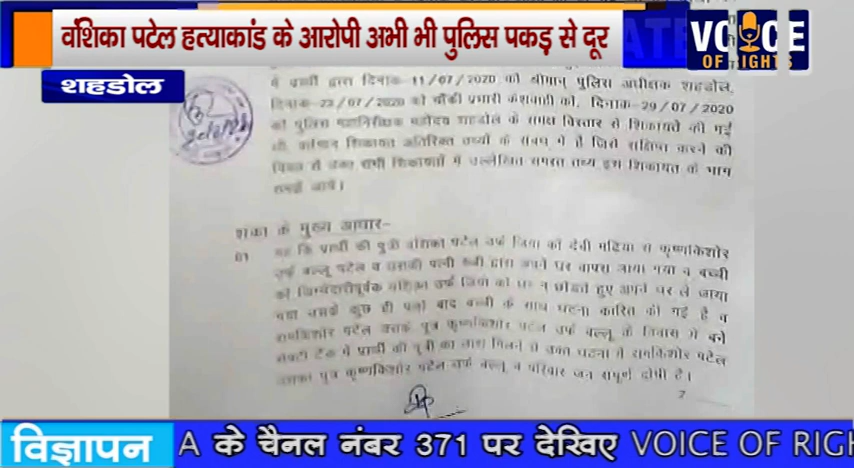 वंशिका पटेल हत्याकांड के आरोपी अभी भी पुलिस पकड़ से दूर
VOICE
OF RIGHTS
शहडोल
में प्रार्थी द्वारा दिनांक 11/07/2020 को श्रीमान् पुलिस अधीक्षक शहडोल,
दिनांक-23/07/2020 को चौकी प्रभारी केशवाही को, दिनांक-29/07/2020
को पुलिस महानिरीक्षक महोदय शहडोल के समक्ष विस्तार से शिकायतें की गई
थी, वर्तमान शिकायत अतिरिक्त तथ्यों के संबंध में है जिसे संक्षिप्त करने की
से उक्त सभी शिकायतों में उल्लेखित समस्त तथ्य इस शिकायत के भाग
समझे जाये।
शंका के मुख्य आधार-
01 यह कि प्रार्थी की पुत्री वंशिका पटेल उर्फ जिया को देवी मढ़िया से कृष्णकिशोर
उर्फ बल्लू पटेल व उसकी पत्नी द्वारा अपने घर वापस लाया गया व बच्ची
को जिम्मेदारीपूर्वक वंशिका उर्फ जिया को घर न छोड़ते हुए अपने घर ले जाया
गया उसके कुछ ही पलों बाद बच्ची के साथ घटना कारित की गई है व
रामकिशोर पटेल उसके पुत्र कृष्णकिशोर पटेल उर्फ बल्लू के निवास में बने
सेफ्टी टैंक में प्रार्थी की पुत्री का लाश मिलने से उक्त घटना में रामकिशोर पटेल
उसका पुत्र कृष्णकिशोर पटेल उर्फ बल्लू व परिवार जन संपूर्ण दोषी है।
विज्ञापन
A के चैनल नंबर 371 पर देखिए VOICE OF RIGH